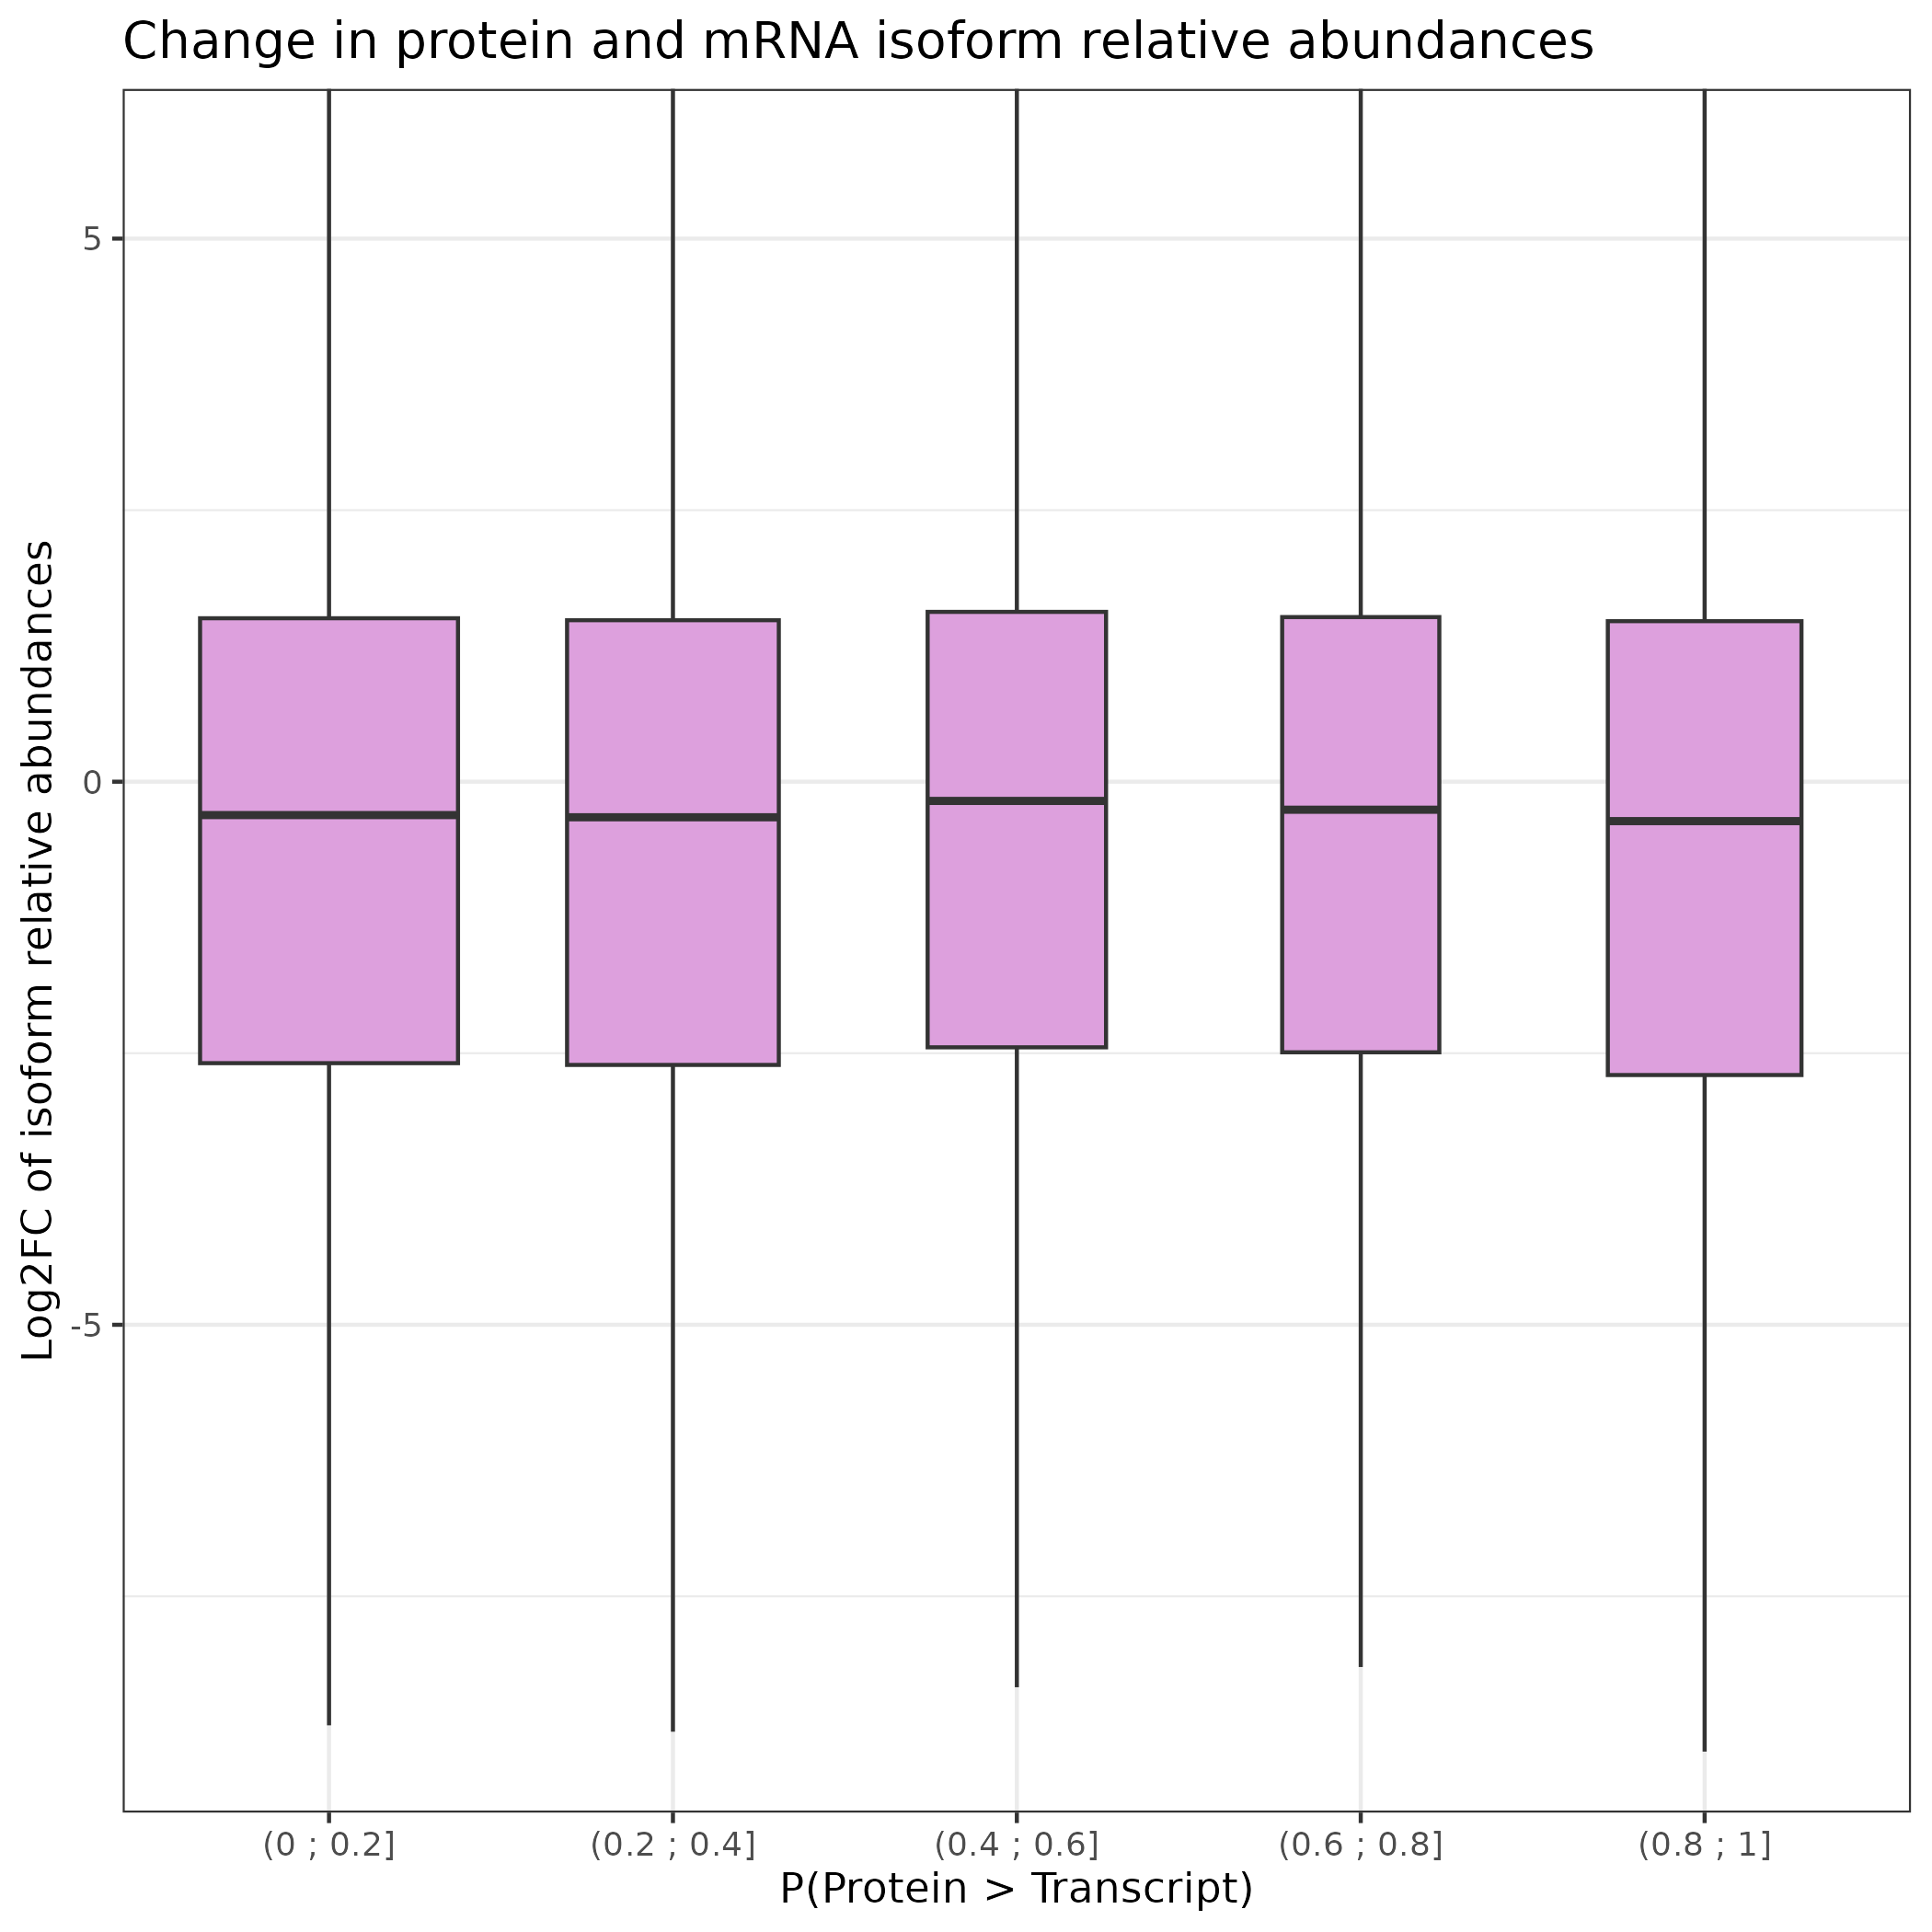 Change in protein and mRNA isoform relative abundances
Log2FC of isoform relative abundances
5
0
-5
(0 ; 0.2]
(0.2 ; 0.4]
(0.4 ; 0.6]
(0.6 ; 0.8]
(0.8 ; 1]
P(Protein > Transcript)